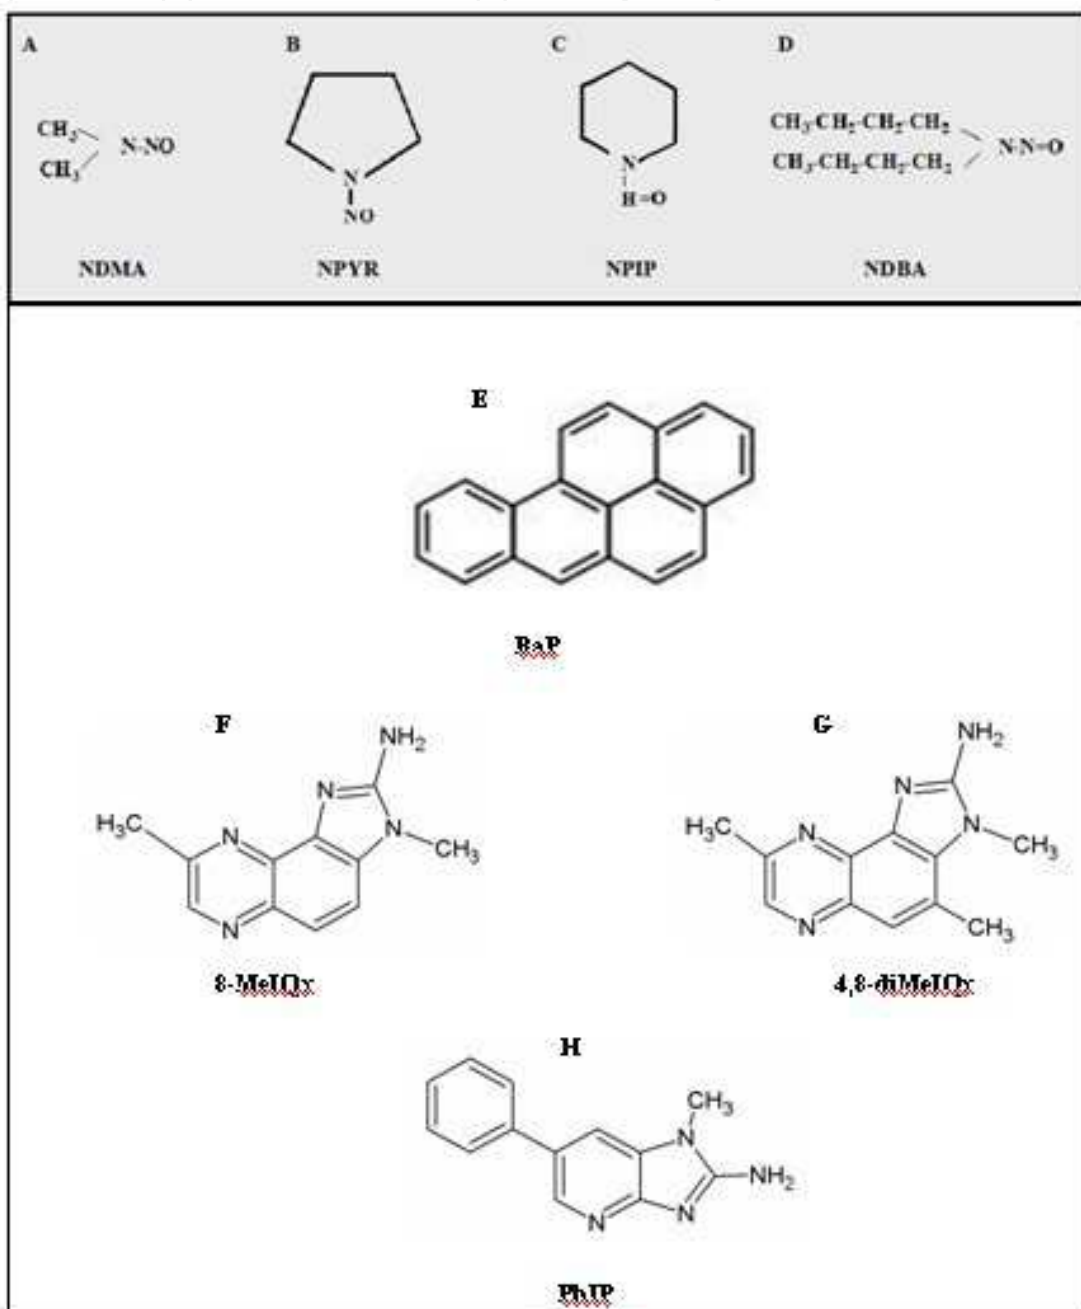 A B C D
CH3
N-NO
CH3
NDMA
N
NO
NPYR
N
H=O
NPIP
CH3-CH2-CH2-CH2
N-N=O
CH3-CH2-CH2-CH2
NDBA
E
BaP
F
NH2
N
H3C
N
N
CH3
N
8-MeIQx
G
NH2
N
H3C
N
N
CH3
N
CH3
4,8-diMeIQx
H
CH3
N
NH2
N
N
PhIP